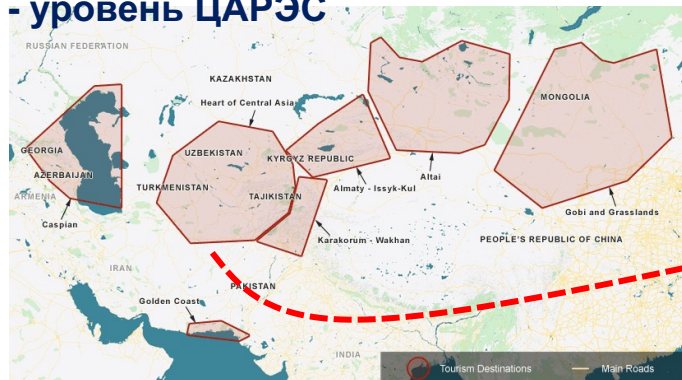 - уровень ЦАРЭС
RUSSIAN FEDERATION
KAZAKHSTAN
Heart of Central Asia
MONGOLIA
GEORGIA
UZBEKISTAN
KYRGYZ REPUBLIC
AZERBAIJAN
TURKMENISTAN
TAJIKISTAN
Almaty - Issyk-Kul
Altai
ARMENIA
Caspian
Gobi and Grasslands
Karakorum - Wakhan
PEOPLE'S REPUBLIC OF CHINA
IRAN
PAKISTAN
Golden Coast
INDIA
Tourism Destinations
Main Roads